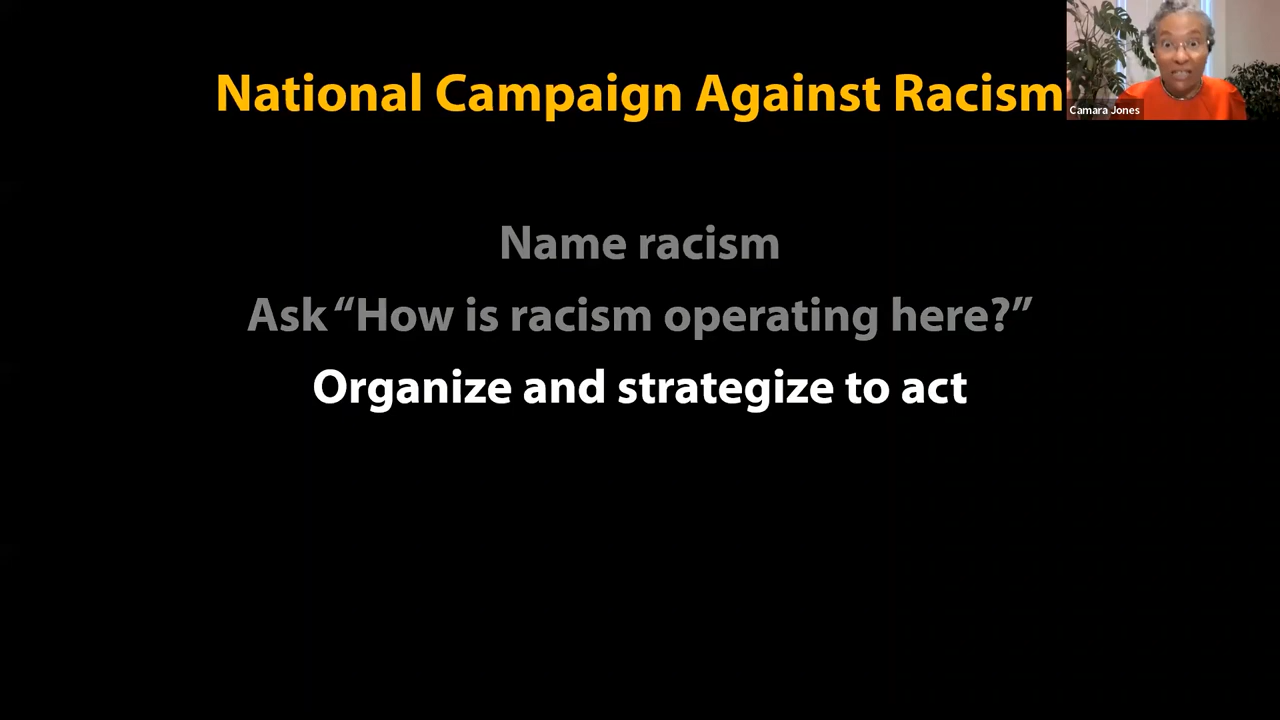 National Campaign Against Racism
Camara Jones
Name racism
Ask “How is racism operating here?”
Organize and strategize to act